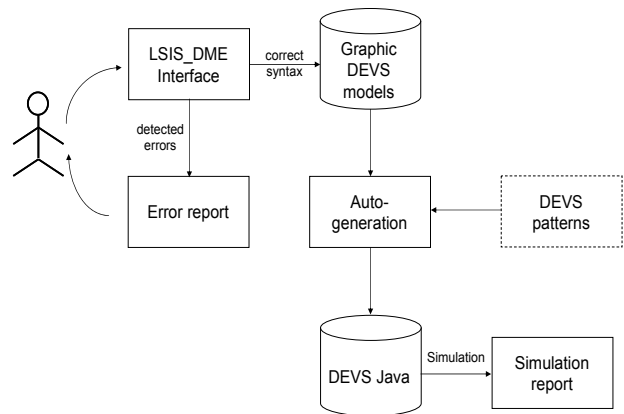 LSIS_DME
Interface
correct
syntax
Graphic
DEVS
models
detected
errors
Error report
Auto-
generation
DEVS
patterns
DEVS Java
Simulation
Simulation
report